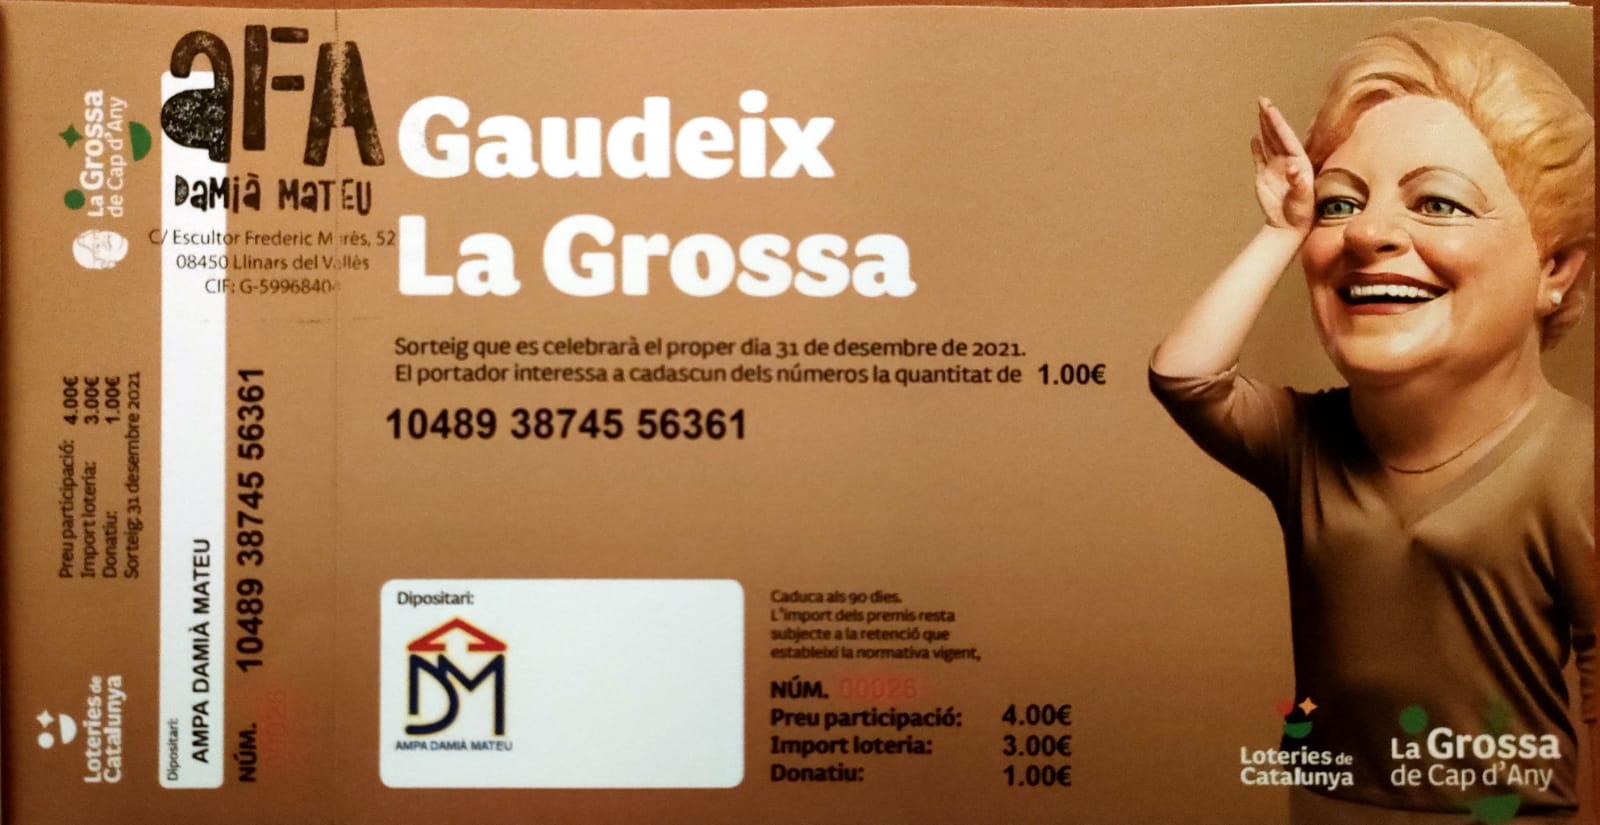 La Grossa
de Cap d'Any
Preu participació: 4.00€
Import loteria: 3.00€
Donatiu: 1.00€
Sorteig: 31 desembre 2021
Loteries de
Catalunya
aFA
DaMià MaTEU
C/ Escultor Frederic Marès, 52
08450 Llinars del Vallès
CIF: G-5996840
Dipositari:
AMPA DAMIÀ MATEU
NÚM. 10489 38745 56361
00026
Gaudeix
La Grossa
Sorteig que es celebrarà el proper dia 31 de desembre de 2021.
El portador interessa a cadascun dels números la quantitat de 1.00€
10489 38745 56361
Dipositari:
DM
AMPA DAMIÀ MATEU
Caduca als 90 dies.
L'import dels premis resta
subjecte a la retenció que
estableixi la normativa vigent,
NÚM. 00026
Preu participació: 4.00€
Import loteria: 3.00€
Donatiu: 1.00€
Loteries de
Catalunya
La Grossa
de Cap d'Any